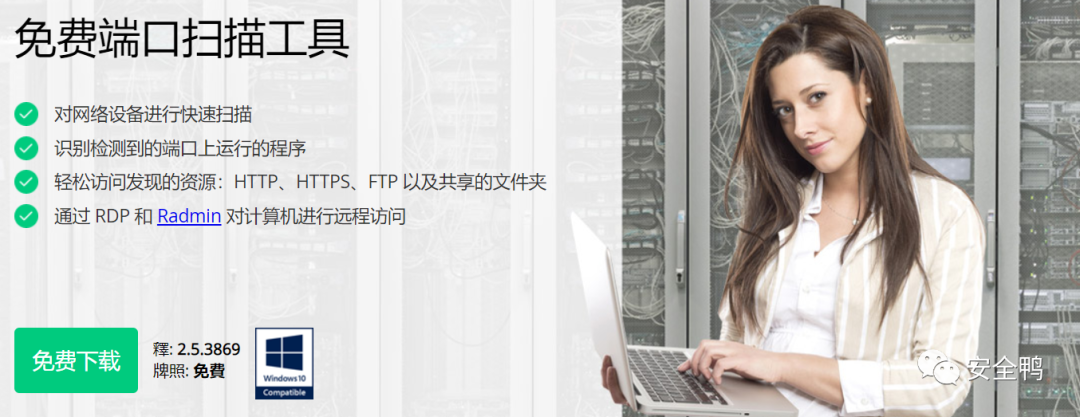 免费端口扫描工具
对网络设备进行快速扫描
识别检测到的端口上运行的程序
轻松访问发现的资源：HTTP、HTTPS、FTP 以及共享的文件夹
通过 RDP 和 Radmin 对计算机进行远程访问
免费下载
釋: 2.5.3869
牌照: 免費
Windows 10
Compatible
安全鸭